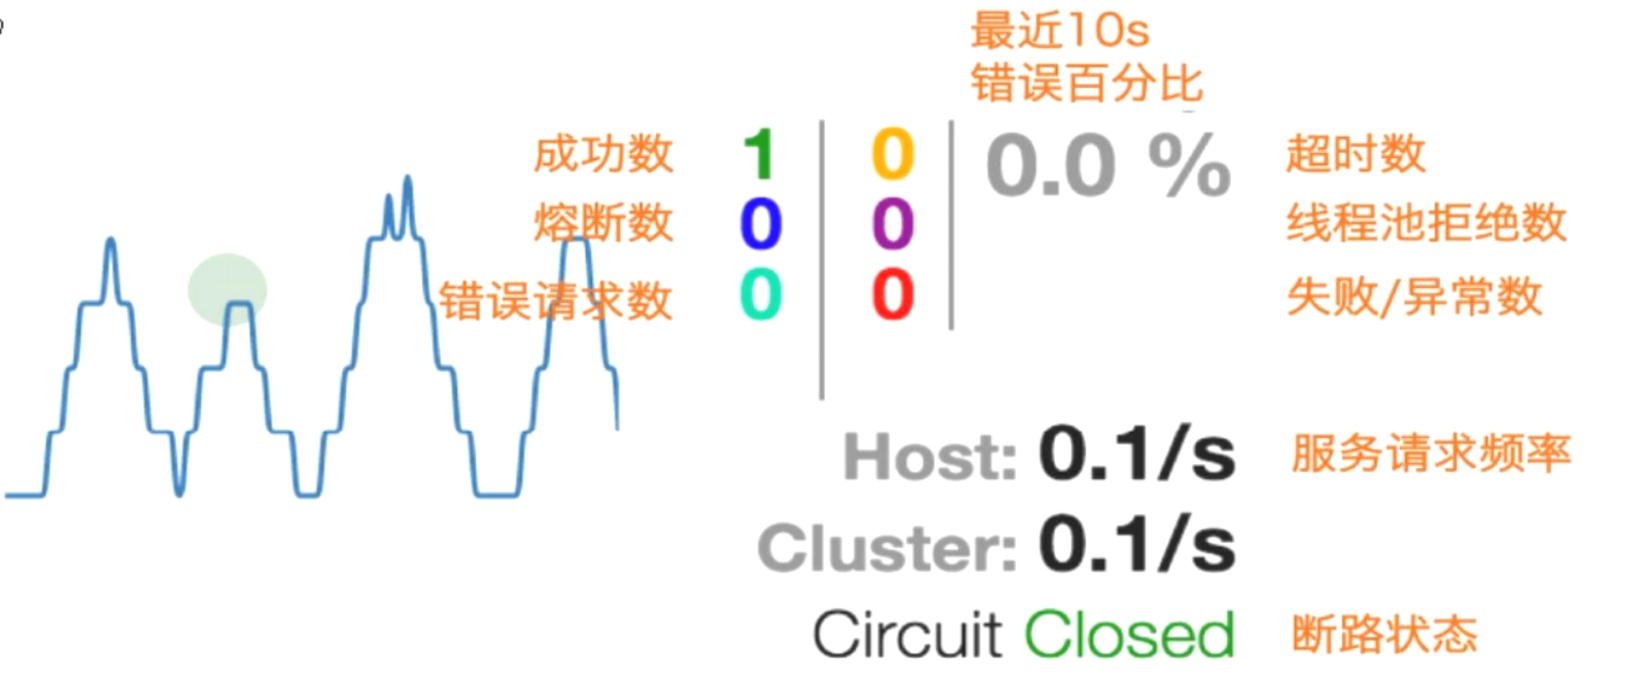 最近10s
错误百分比
成功数 1 0 0.0 % 超时数
熔断数 0 0 线程池拒绝数
错误请求数 0 0 失败/异常数
Host: 0.1/s 服务请求频率
Cluster: 0.1/s
Circuit Closed 断路状态